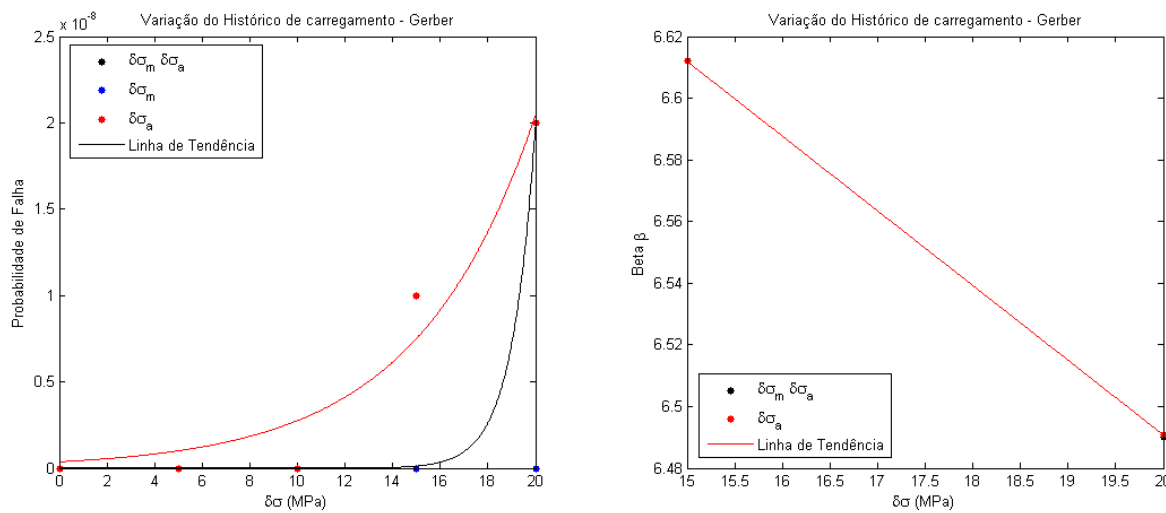 Variação do Histórico de carregamento - Gerber
x 10⁻⁸
2.5
2
1.5
1
0.5
0
Probabilidade de Falha
δσm δσa
δσm
δσa
Linha de Tendência
0 2 4 6 8 10 12 14 16 18 20
δσ (MPa)
Variação do Histórico de carregamento - Gerber
6.62
6.6
6.58
6.56
6.54
6.52
6.5
6.48
Beta β
δσm δσa
δσa
Linha de Tendência
15 15.5 16 16.5 17 17.5 18 18.5 19 19.5 20
δσ (MPa)